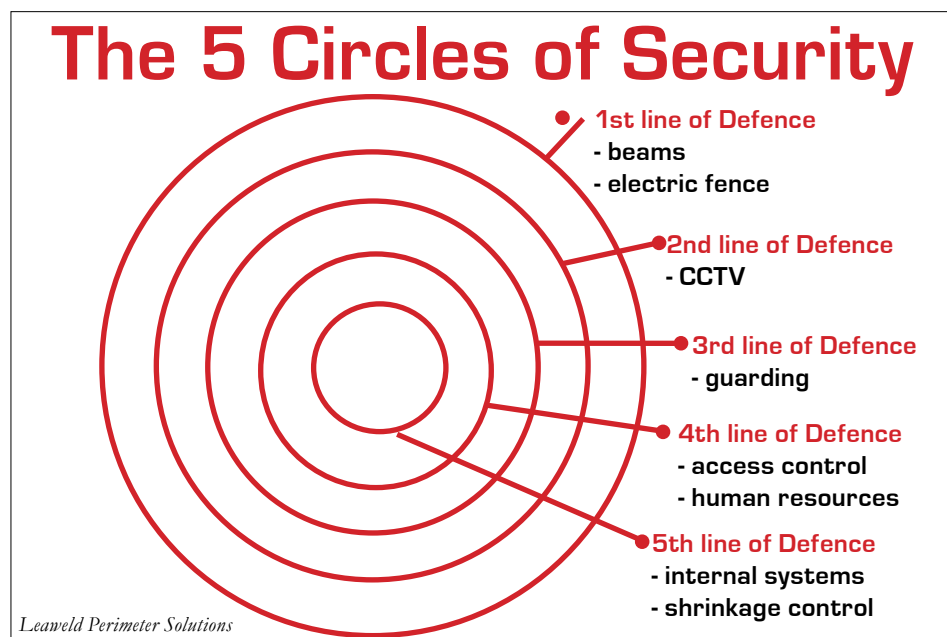 The 5 Circles of Security
1st line of Defence
- beams
- electric fence
2nd line of Defence
- CCTV
3rd line of Defence
- guarding
4th line of Defence
- access control
- human resources
5th line of Defence
- internal systems
- shrinkage control
Leaweld Perimeter Solutions